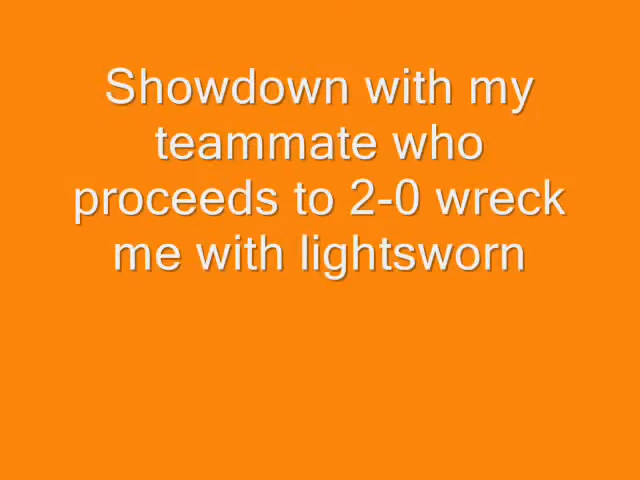 Showdown with my
teammate who
proceeds to 2-0 wreck
me with lightsworn